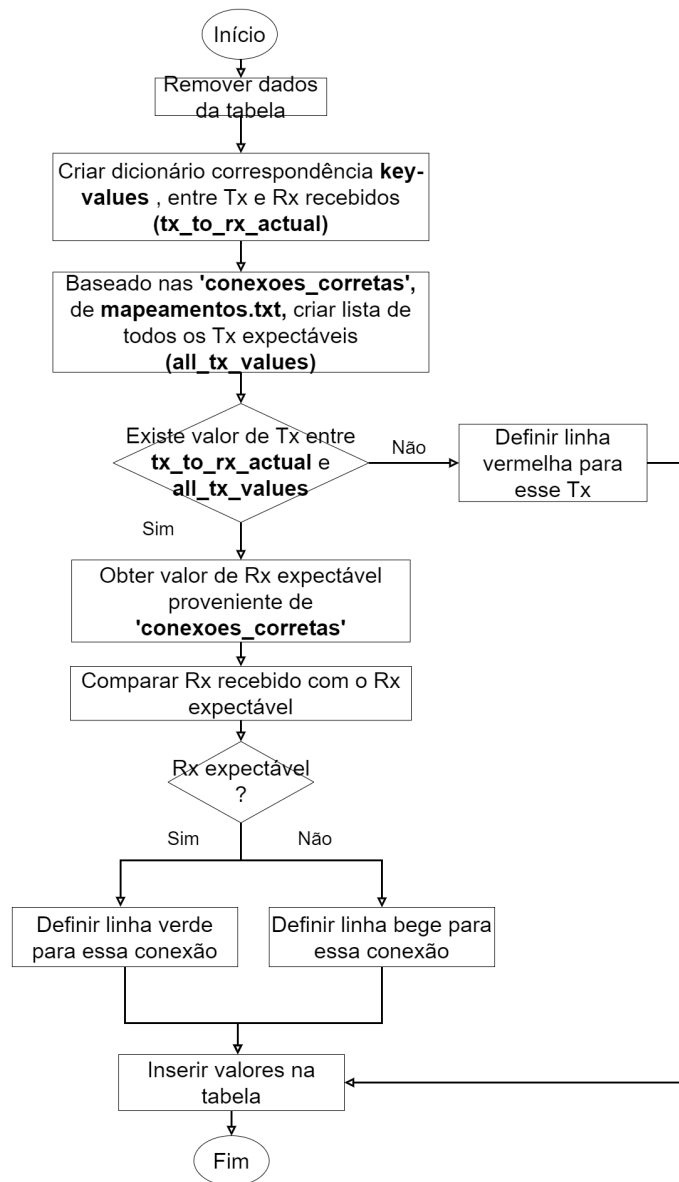 Início
Remover dados
da tabela
Criar dicionário correspondência key-
values , entre Tx e Rx recebidos
(tx_to_rx_actual)
Baseado nas 'conexoes_corretas',
de mapeamentos.txt, criar lista de
todos os Tx expectáveis
(all_tx_values)
Existe valor de Tx entre
tx_to_rx_actual e
all_tx_values
Não
Definir linha
vermelha para
esse Tx
Sim
Obter valor de Rx expectável
proveniente de
'conexoes_corretas'
Comparar Rx recebido com o Rx
expectável
Rx expectável
?
Sim
Não
Definir linha verde
para essa conexão
Definir linha bege para
essa conexão
Inserir valores na
tabela
Fim